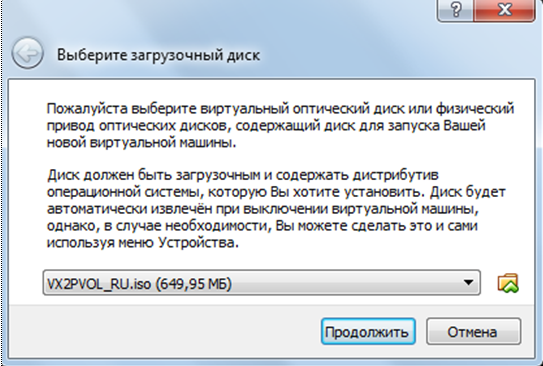 ?
Выберите загрузочный диск
Пожалуйста выберите виртуальный оптический диск или физический
привод оптических дисков, содержащий диск для запуска Вашей
новой виртуальной машины.
Диск должен быть загрузочным и содержать дистрибутив
операционной системы, которую Вы хотите установить. Диск будет
автоматически извлечён при выключении виртуальной машины,
однако, в случае необходимости, Вы можете сделать это и сами
используя меню Устройства.
VX2PVOL_RU.iso (649,95 МБ)
Продолжить Отмена